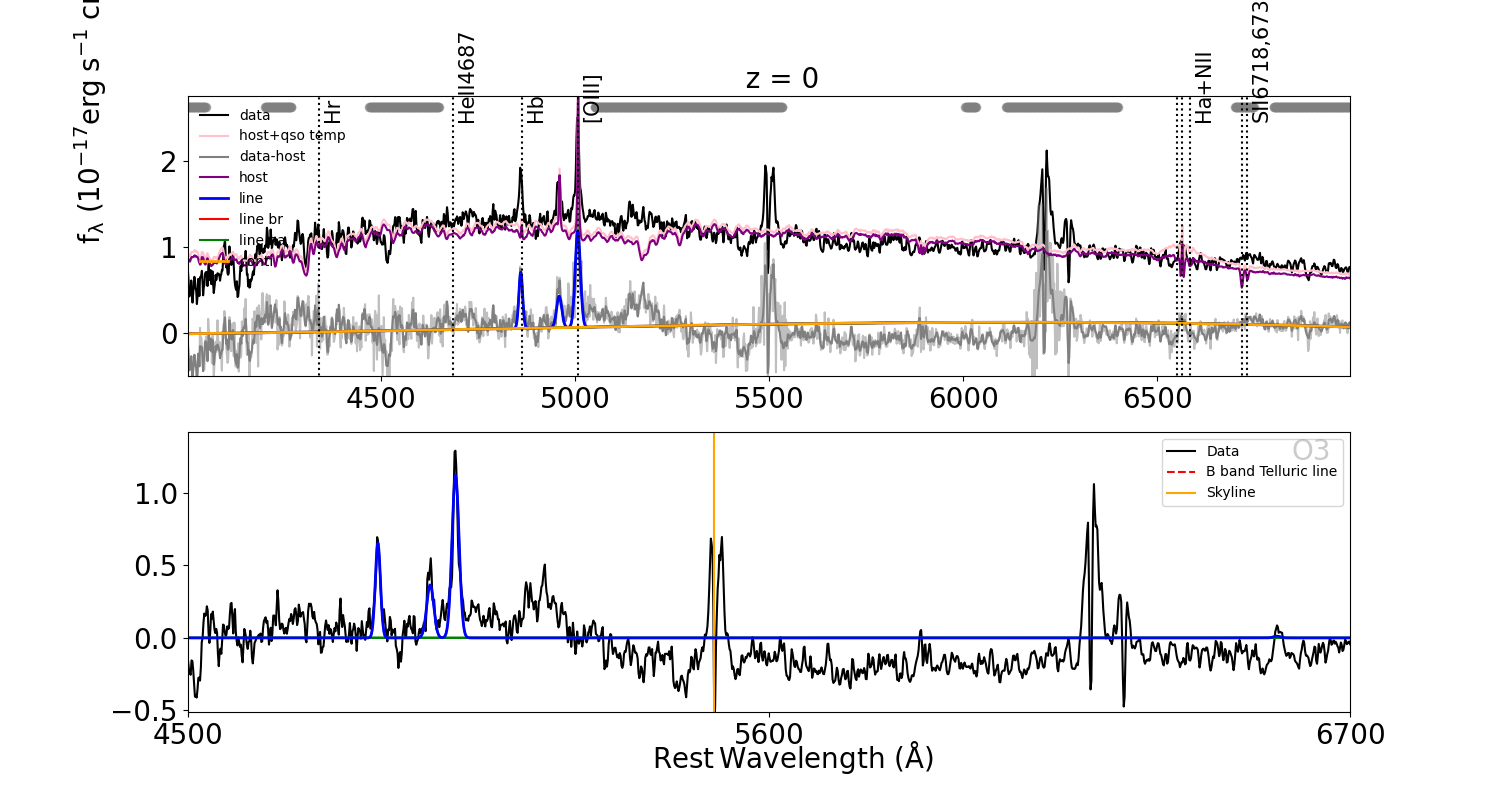 f_λ (10^−17 erg s^−1
z = 0
Hr
HeII4687
Hb
[OIII]
Ha+NII
SII6718,673
data
host+qso temp
data-host
host
line
line br
line
2
1
0
4500
5000
5500
6000
6500
O3
Data
B band Telluric line
Skyline
1.0
0.5
0.0
−0.5
4500
5600
6700
Rest Wavelength (Å)